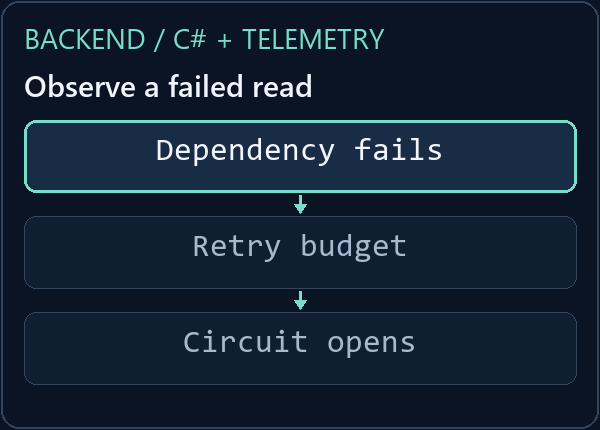 BACKEND / C# + TELEMETRY
Observe a failed read
Dependency fails
Retry budget
Circuit opens